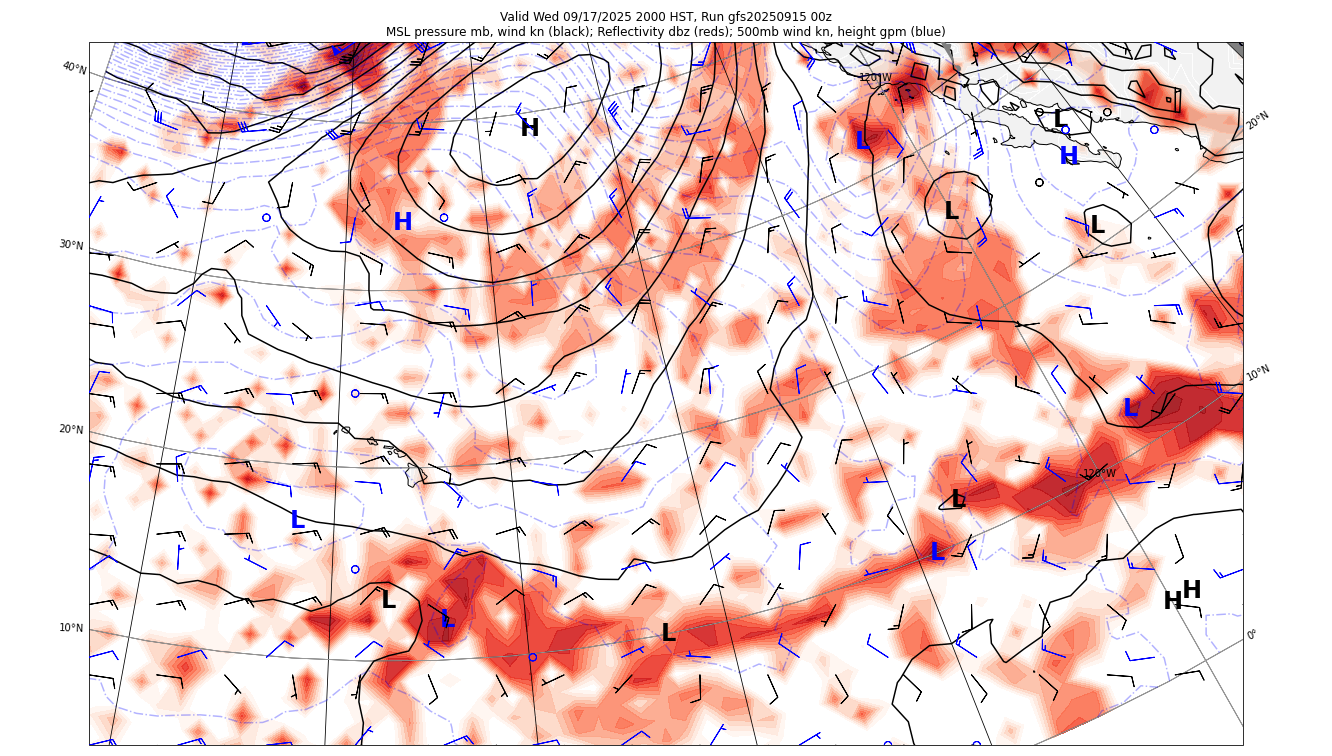 Valid Wed 09/17/2025 2000 HST, Run gfs20250915 00z
MSL pressure mb, wind kn (black); Reflectivity dbz (reds); 500mb wind kn, height gpm (blue)
40°N
120°W
L
20°N
H
L
H
L
H
L
L
30°N
10°N
L
20°N
120°W
L
L
L
H
H
L
L
10°N
L
0°